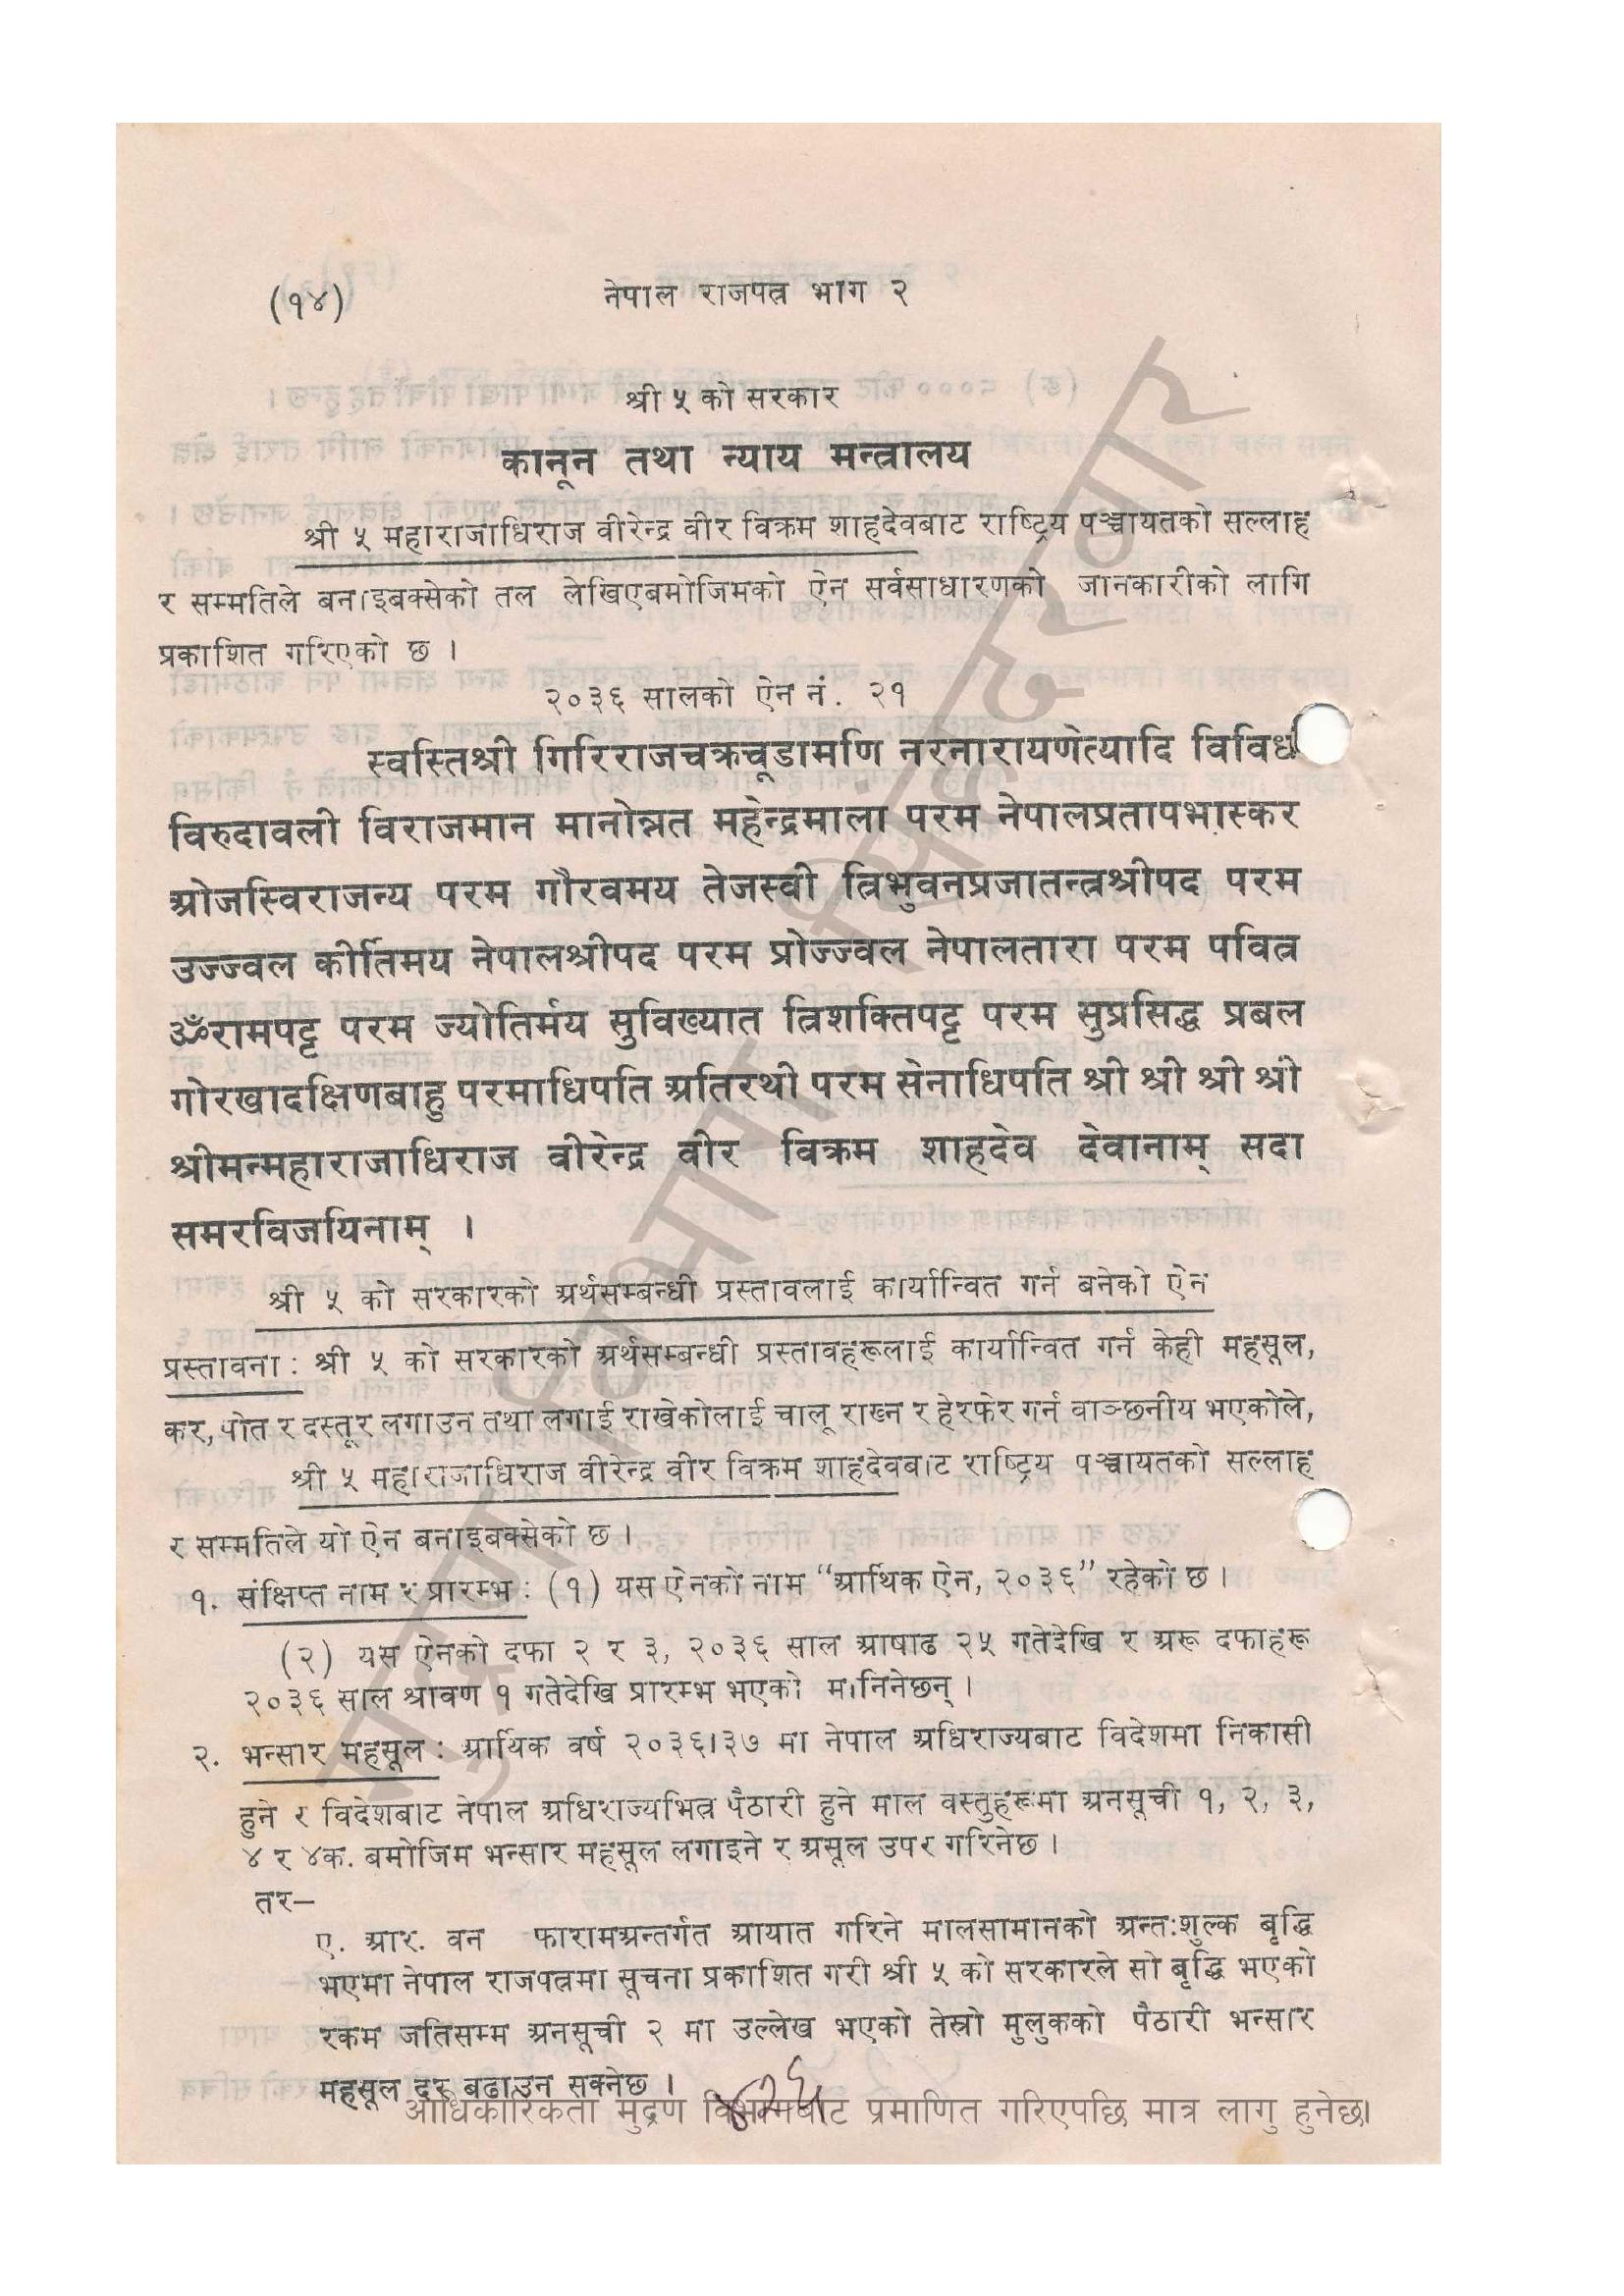 (१४)
नेपाल राजपत्र भाग २
श्री ५ को सरकार
कानून तथा न्याय मन्त्रालय
श्री ५ महाराजाधिराज वीरेन्द्र वीर विक्रम शाहदेवबाट राष्ट्रिय पञ्चायतको सल्लाह
र सम्मतिले बनाइबक्सेको तल लेखिएबमोजिमको ऐन सर्वसाधारणको जानकारीको लागि
प्रकाशित गरिएको छ ।
२०३६ सालको ऐन नं. २१
स्वस्तिश्री गिरिराजचक्रचूडामणि नरनारायणेत्यादि विविध
विरुदावली विराजमान मानोन्नत महेन्द्रमाला परम नेपालप्रतापभास्कर
ओजस्विराजन्य परम गौरवमय तेजस्वी त्रिभुवनप्रजातन्त्रश्रीपद परम
उज्ज्वल कीर्तिमय नेपालश्रीपद परम प्रोज्ज्वल नेपालतारा परम पवित्र
ॐरामपट्ट परम ज्योतिर्मय सुविख्यात त्रिशक्तिपट्ट परम सुप्रसिद्ध प्रबल
गोरखादक्षिणबाहु परमाधिपति अतिरथी परम सेनाधिपति श्री श्री श्री श्री
श्रीमन्महाराजाधिराज वीरेन्द्र वीर विक्रम शाहदेव देवानाम् सदा
समरविजयिनाम् ।
श्री ५ को सरकारको अर्थसम्बन्धी प्रस्तावलाई कार्यान्वित गर्न बनेको ऐन
प्रस्तावना : श्री ५ को सरकारको अर्थसम्बन्धी प्रस्तावहरूलाई कार्यान्वित गर्न केही महसूल,
कर, पोत र दस्तूर लगाउन तथा लगाई राखेकोलाई चालू राख्न र हेरफेर गर्न वाञ्छनीय भएकोले,
श्री ५ महाराजाधिराज वीरेन्द्र वीर विक्रम शाहदेवबाट राष्ट्रिय पञ्चायतको सल्लाह
र सम्मतिले यो ऐन बनाइबक्सेको छ ।
१. संक्षिप्त नाम र प्रारम्भ : (१) यस ऐनको नाम “आर्थिक ऐन, २०३६” रहेको छ ।
(२) यस ऐनको दफा २ र ३, २०३६ साल आषाढ २५ गतेदेखि र अरू दफाहरू
२०३६ साल श्रावण १ गतेदेखि प्रारम्भ भएको मानिनेछन् ।
२. भन्सार महसूल : आर्थिक वर्ष २०३६।३७ मा नेपाल अधिराज्यबाट विदेशमा निकासी
हुने र विदेशबाट नेपाल अधिराज्यभित्र पैठारी हुने माल वस्तुहरूमा अनसूची १, २, ३,
४ र ४क. बमोजिम भन्सार महसूल लगाइने र असूल उपर गरिनेछ ।
तर—
ए. आर. वन फारामअन्तर्गत आयात गरिने मालसामानको अन्तःशुल्क बृद्धि
भएमा नेपाल राजपत्रमा सूचना प्रकाशित गरी श्री ५ को सरकारले सो बृद्धि भएको
रकम जतिसम्म अनसूची २ मा उल्लेख भएको तेस्रो मुलुकको पैठारी भन्सार
महसूल दर बढाउन सक्नेछ ।
४२६
आधिकारिकता मुद्रण विभागबाट प्रमाणित गरिएपछि मात्र लागु हुनेछ।
मुद्रण विभाग सिंहदरबार